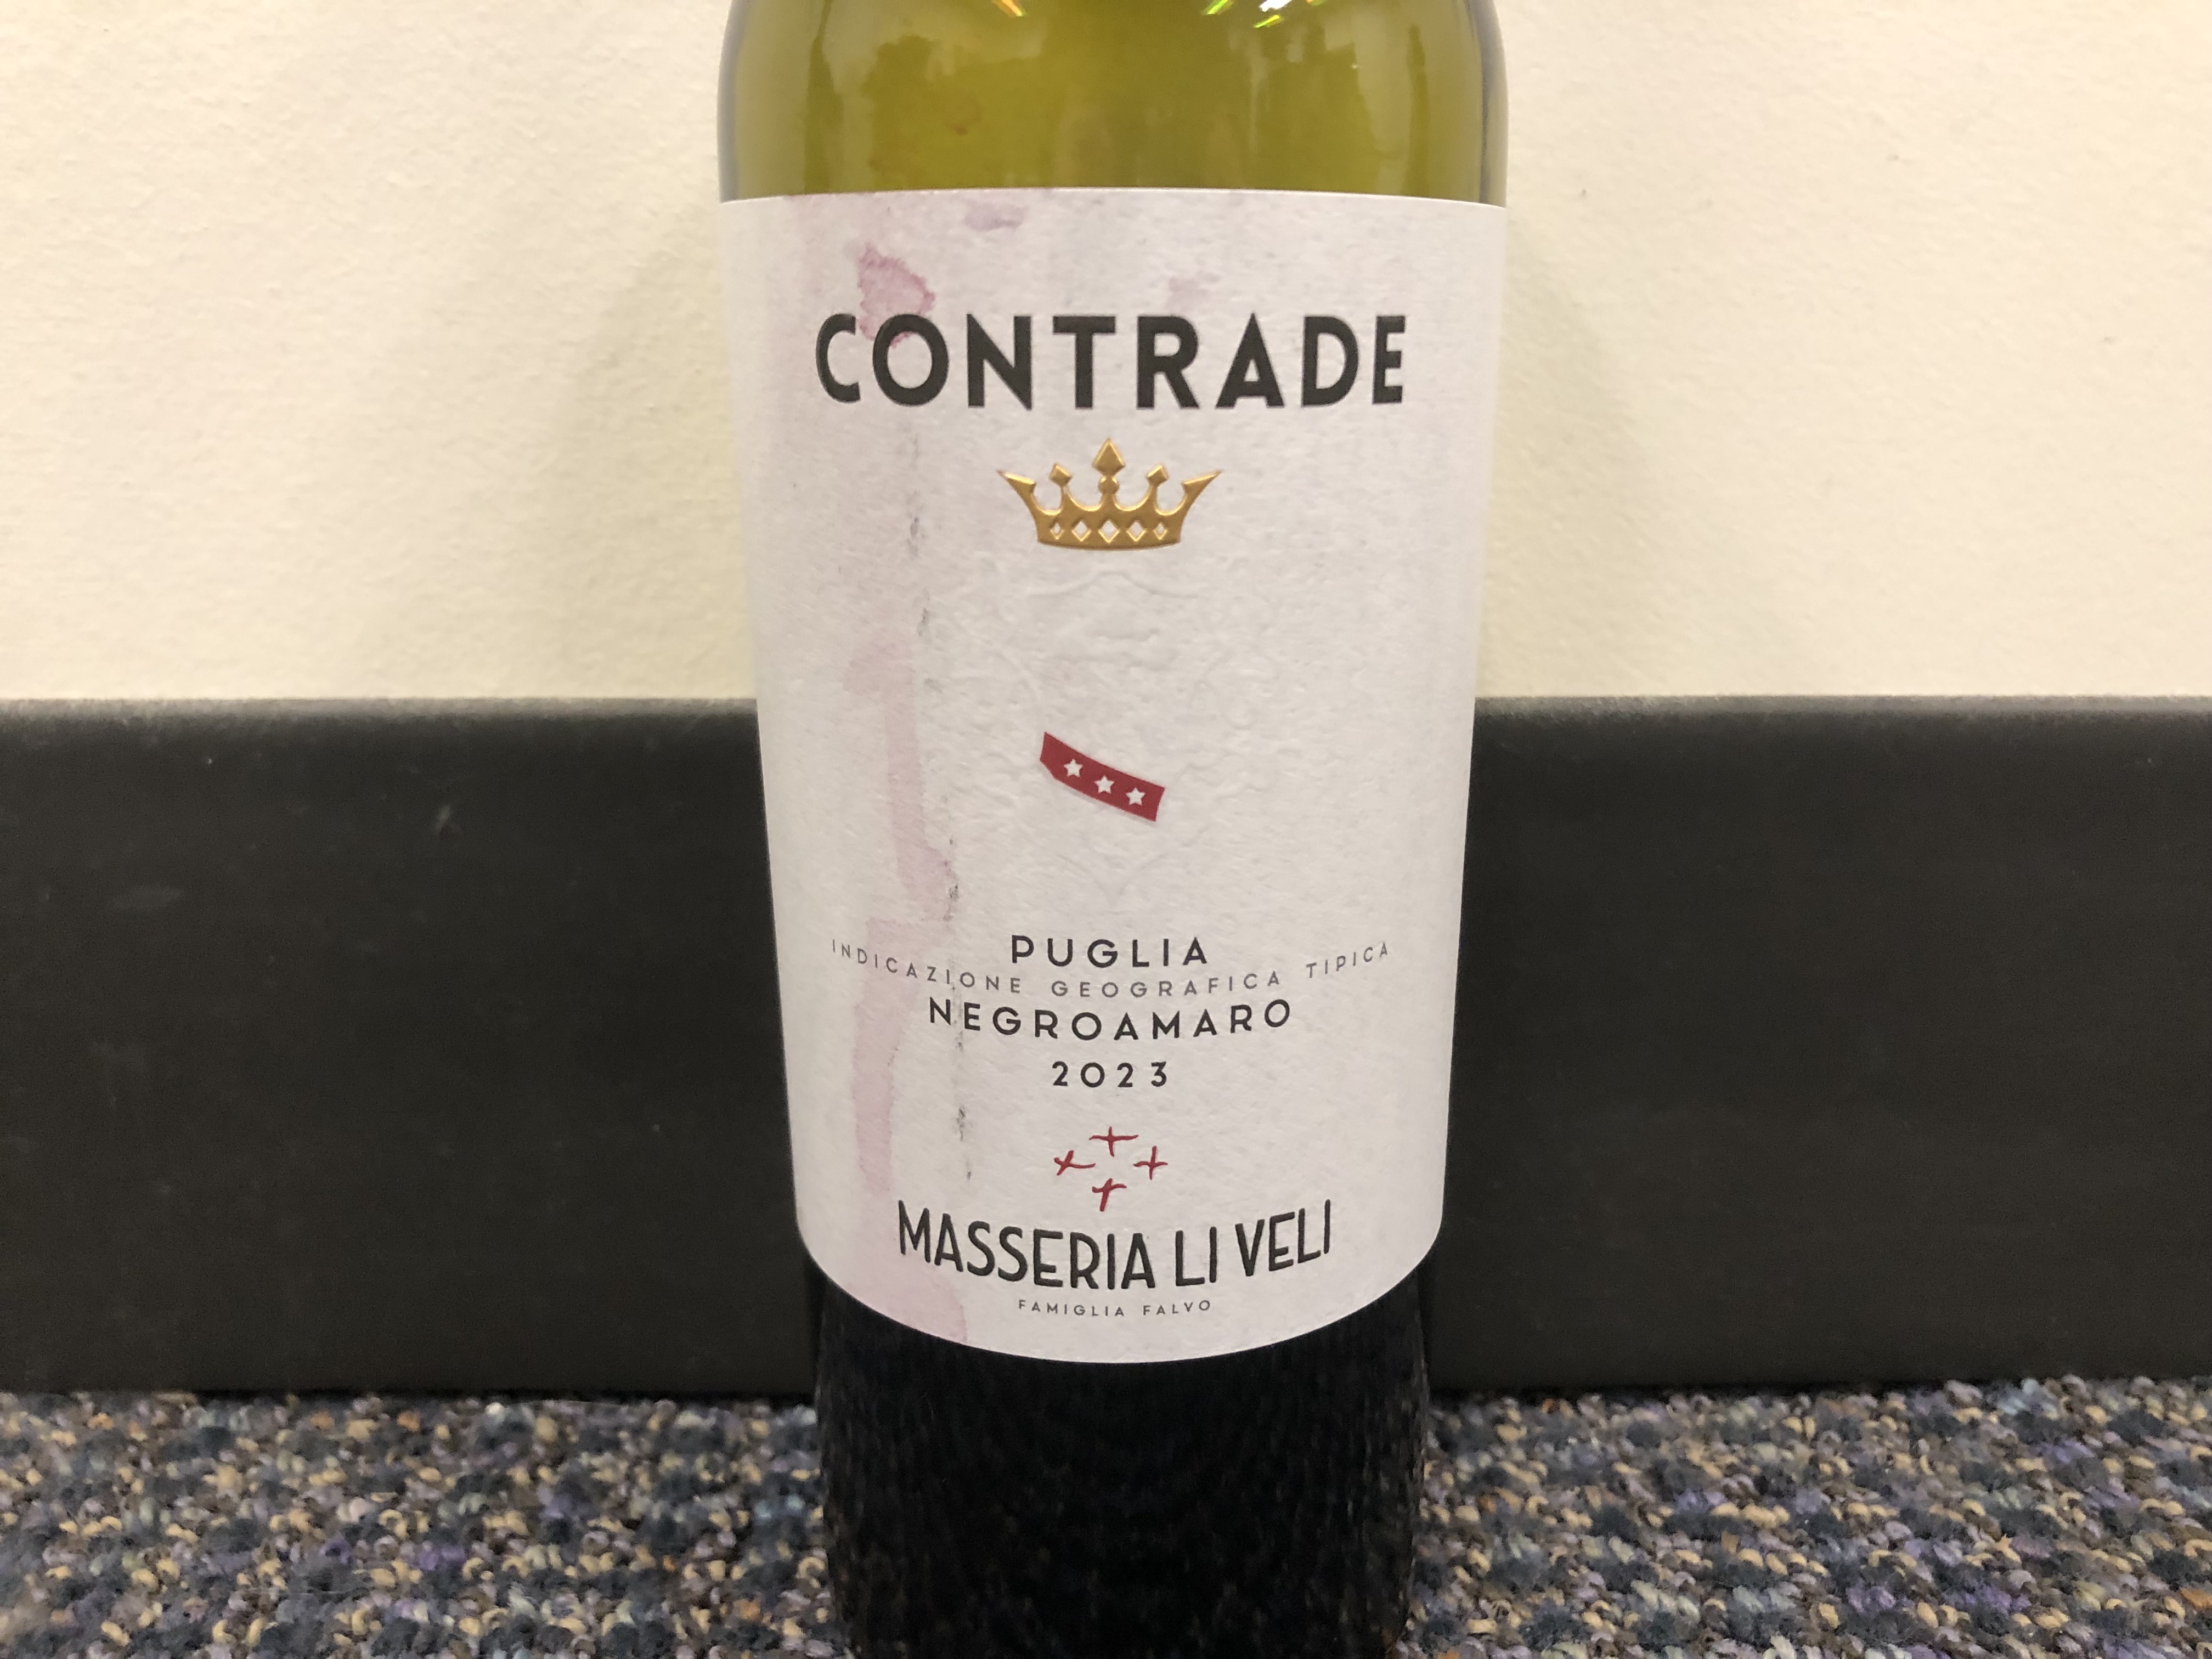 CONTRADE
PUGLIA
INDICAZIONE GEOGRAFICA TIPICA
NEGROAMARO
2023
MASSERIA LI VELI
FAMIGLIA FALVO